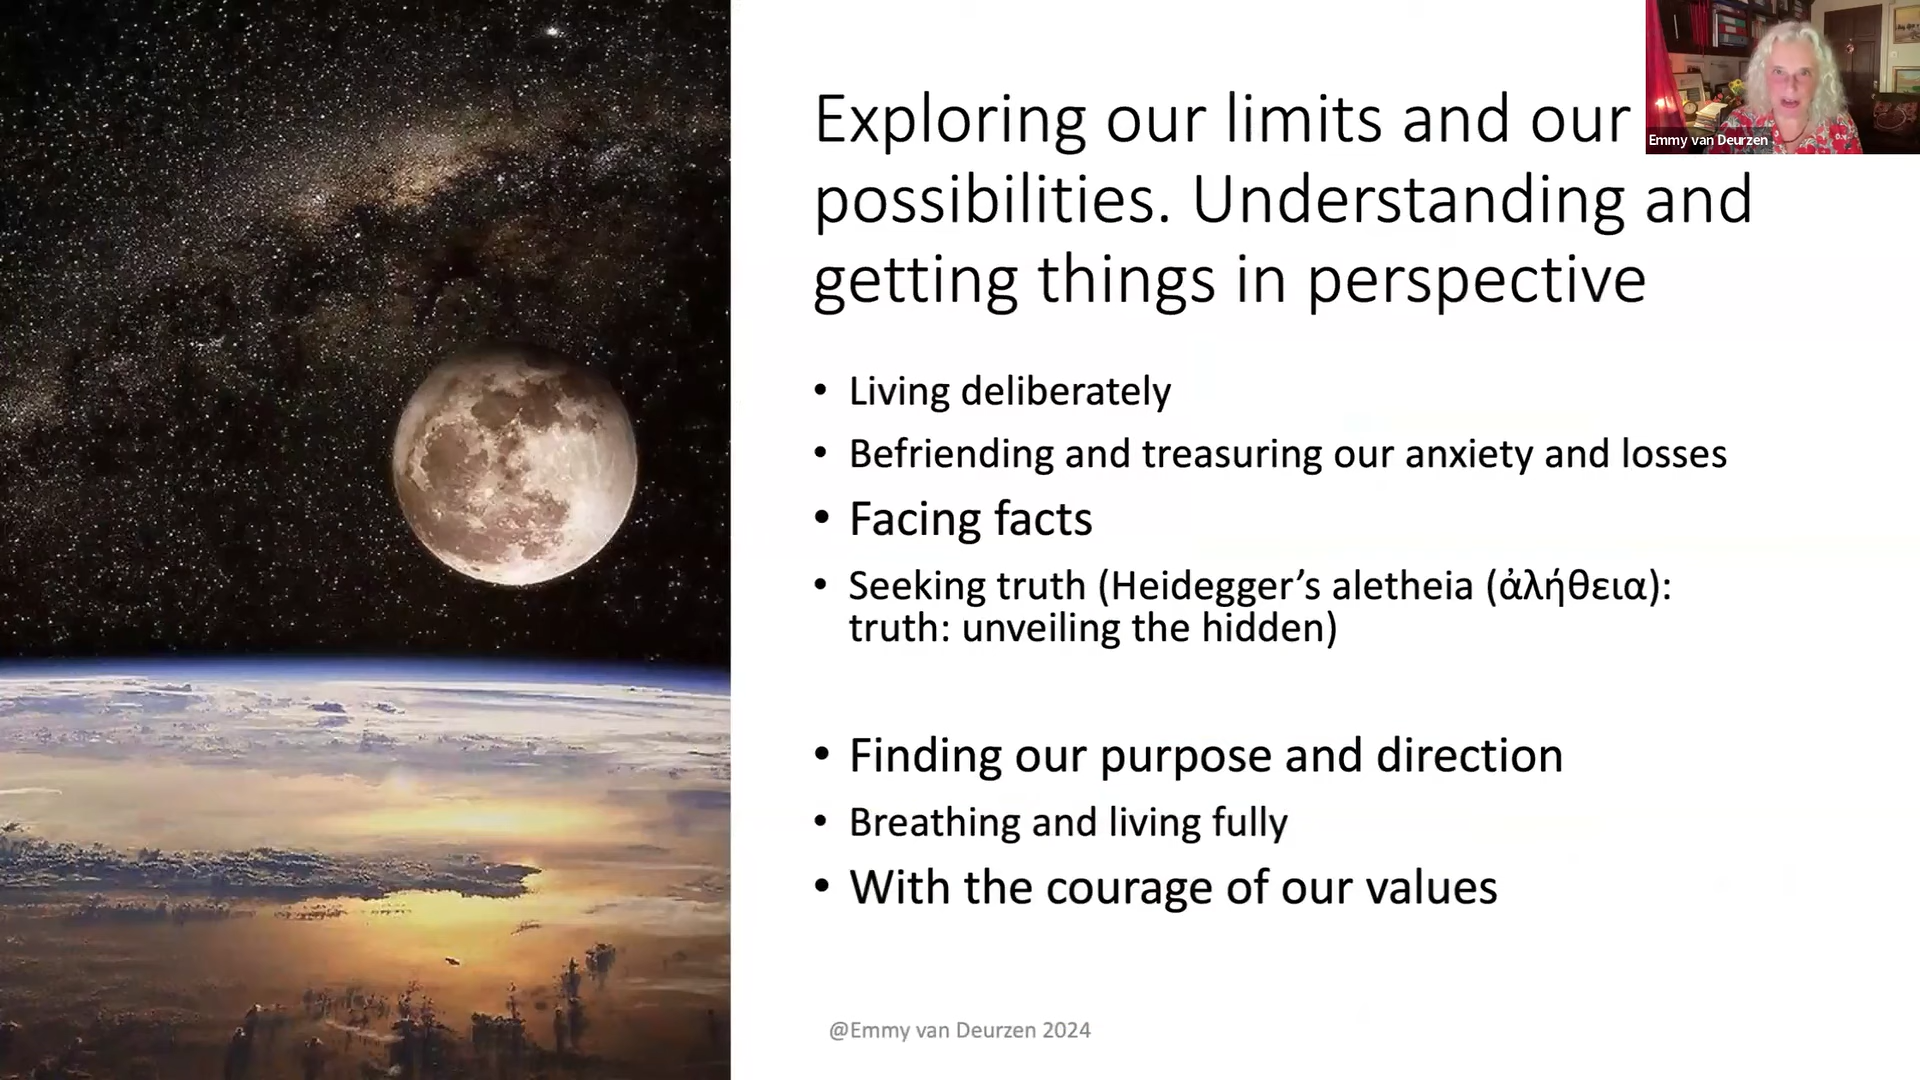 Exploring our limits and our
possibilities. Understanding and
getting things in perspective
Emmy van Deurzen
• Living deliberately
• Befriending and treasuring our anxiety and losses
• Facing facts
• Seeking truth (Heidegger’s aletheia (ἀλήθεια):
truth: unveiling the hidden)
• Finding our purpose and direction
• Breathing and living fully
• With the courage of our values
@Emmy van Deurzen 2024